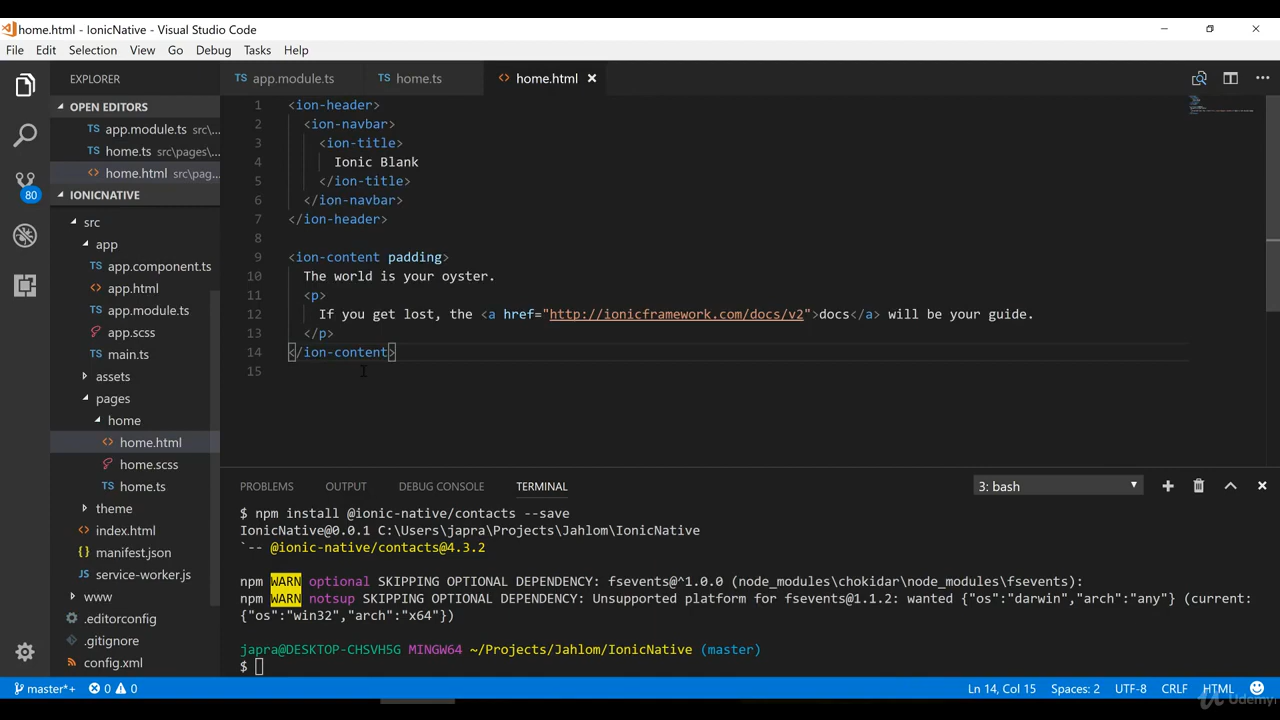 home.html - IonicNative - Visual Studio Code
File Edit Selection View Go Debug Tasks Help
EXPLORER
OPEN EDITORS
TS app.module.ts src\...
TS home.ts src\pages\...
<> home.html src\pag...
80
IONICNATIVE
src
app
TS app.component.ts
<> app.html
TS app.module.ts
app.scss
TS main.ts
assets
pages
home
<> home.html
home.scss
TS home.ts
theme
<> index.html
{} manifest.json
JS service-worker.js
www
.editorconfig
.gitignore
config.xml
TS app.module.ts TS home.ts <> home.html
1 <ion-header>
2 <ion-navbar>
3 <ion-title>
4 Ionic Blank
5 </ion-title>
6 </ion-navbar>
7 </ion-header>
8
9 <ion-content padding>
10 The world is your oyster.
11 <p>
12 If you get lost, the <a href="http://ionicframework.com/docs/v2">docs</a> will be your guide.
13 </p>
14 </ion-content>
15
PROBLEMS OUTPUT DEBUG CONSOLE TERMINAL 3: bash
$ npm install @ionic-native/contacts --save
IonicNative@0.0.1 C:\Users\japra\Projects\Jahlom\IonicNative
`-- @ionic-native/contacts@4.3.2
npm WARN optional SKIPPING OPTIONAL DEPENDENCY: fsevents@^1.0.0 (node_modules\chokidar\node_modules\fsevents):
npm WARN notsup SKIPPING OPTIONAL DEPENDENCY: Unsupported platform for fsevents@1.1.2: wanted {"os":"darwin","arch":"any"} (current:
{"os":"win32","arch":"x64"})
japra@DESKTOP-CHSVH5G MINGW64 ~/Projects/Jahlom/IonicNative (master)
$
master*+ 0 0 Ln 14, Col 15 Spaces: 2 UTF-8 CRLF HTML
Udemy